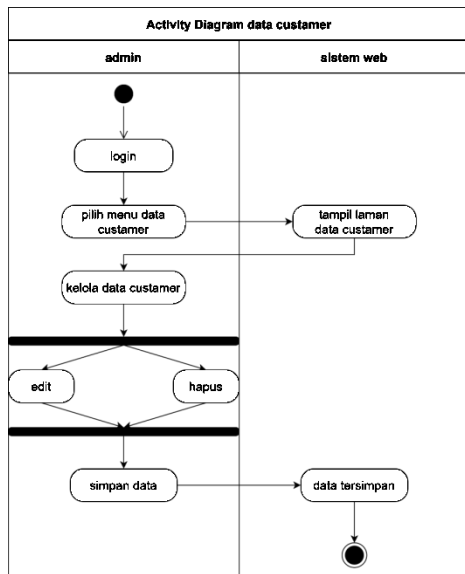 Activity Diagram data custamer
admin
sistem web
login
pilih menu data
custamer
tampil laman
data custamer
kelola data custamer
edit
hapus
simpan data
data tersimpan